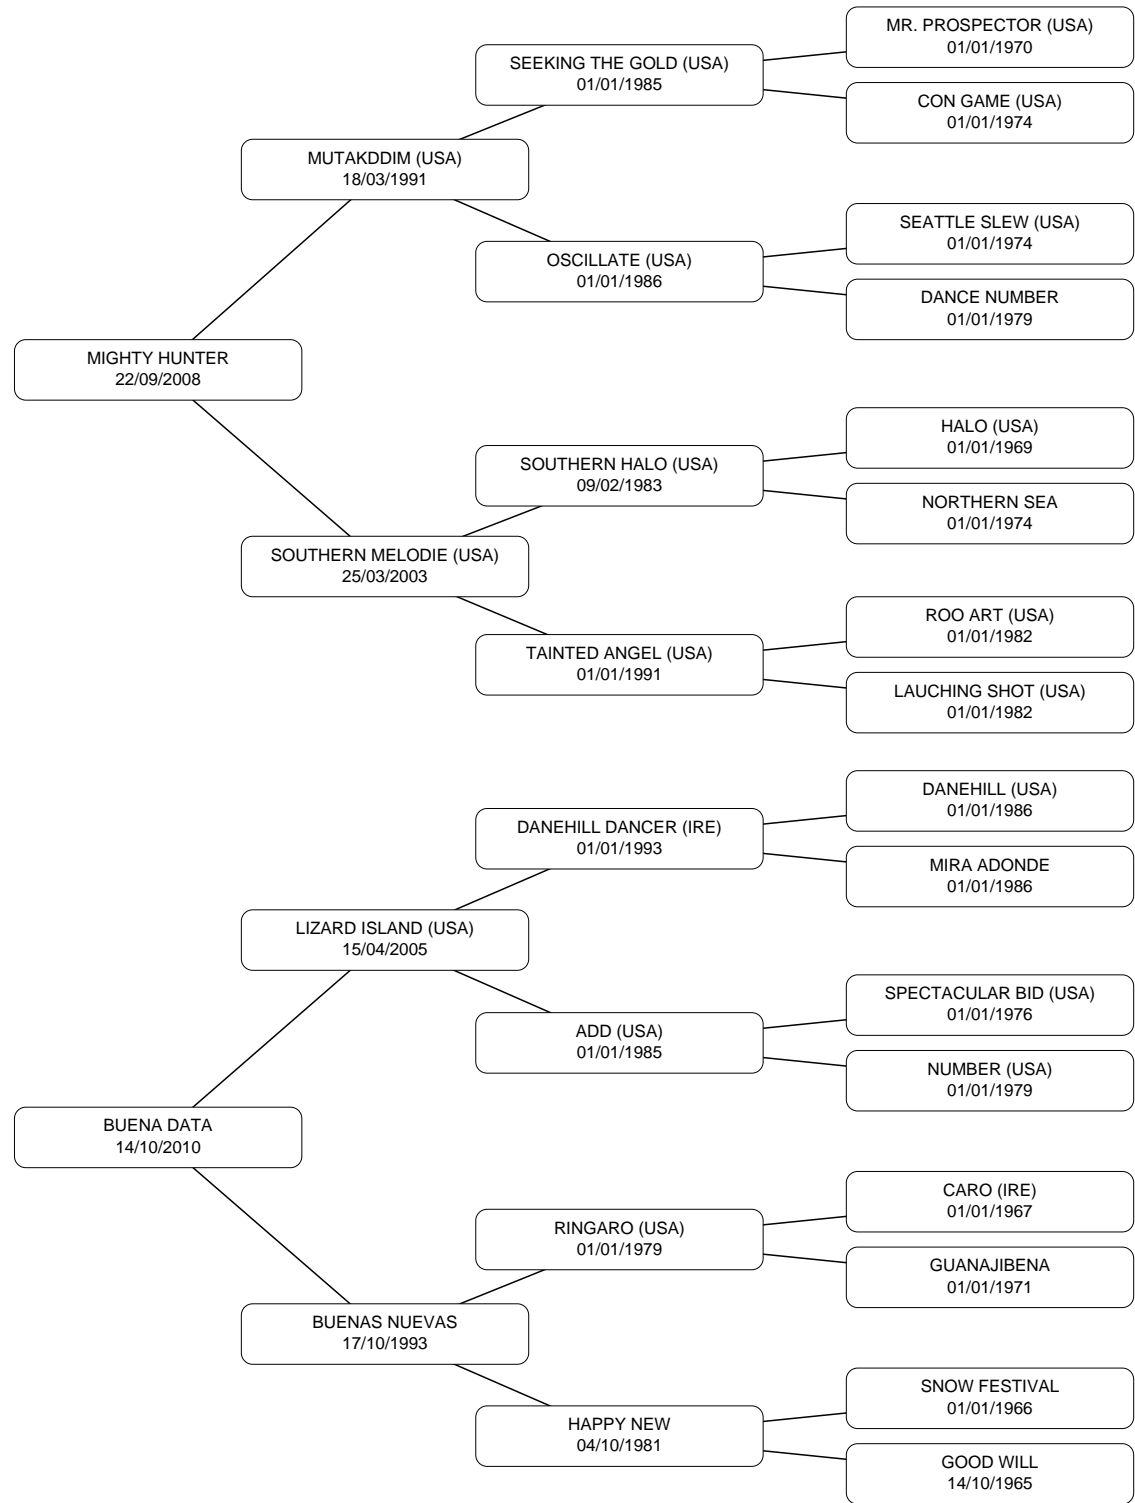 MR. PROSPECTOR (USA)
01/01/1970
SEEKING THE GOLD (USA)
01/01/1985
CON GAME (USA)
01/01/1974
MUTAKDDIM (USA)
18/03/1991
SEATTLE SLEW (USA)
01/01/1974
OSCILLATE (USA)
01/01/1986
DANCE NUMBER
01/01/1979
MIGHTY HUNTER
22/09/2008
HALO (USA)
01/01/1969
SOUTHERN HALO (USA)
09/02/1983
NORTHERN SEA
01/01/1974
SOUTHERN MELODIE (USA)
25/03/2003
ROO ART (USA)
01/01/1982
TAINTED ANGEL (USA)
01/01/1991
LAUCHING SHOT (USA)
01/01/1982
DANEHILL (USA)
01/01/1986
DANEHILL DANCER (IRE)
01/01/1993
MIRA ADONDE
01/01/1986
LIZARD ISLAND (USA)
15/04/2005
SPECTACULAR BID (USA)
01/01/1976
ADD (USA)
01/01/1985
NUMBER (USA)
01/01/1979
BUENA DATA
14/10/2010
CARO (IRE)
01/01/1967
RINGARO (USA)
01/01/1979
GUANAJIBENA
01/01/1971
BUENAS NUEVAS
17/10/1993
SNOW FESTIVAL
01/01/1966
HAPPY NEW
04/10/1981
GOOD WILL
14/10/1965